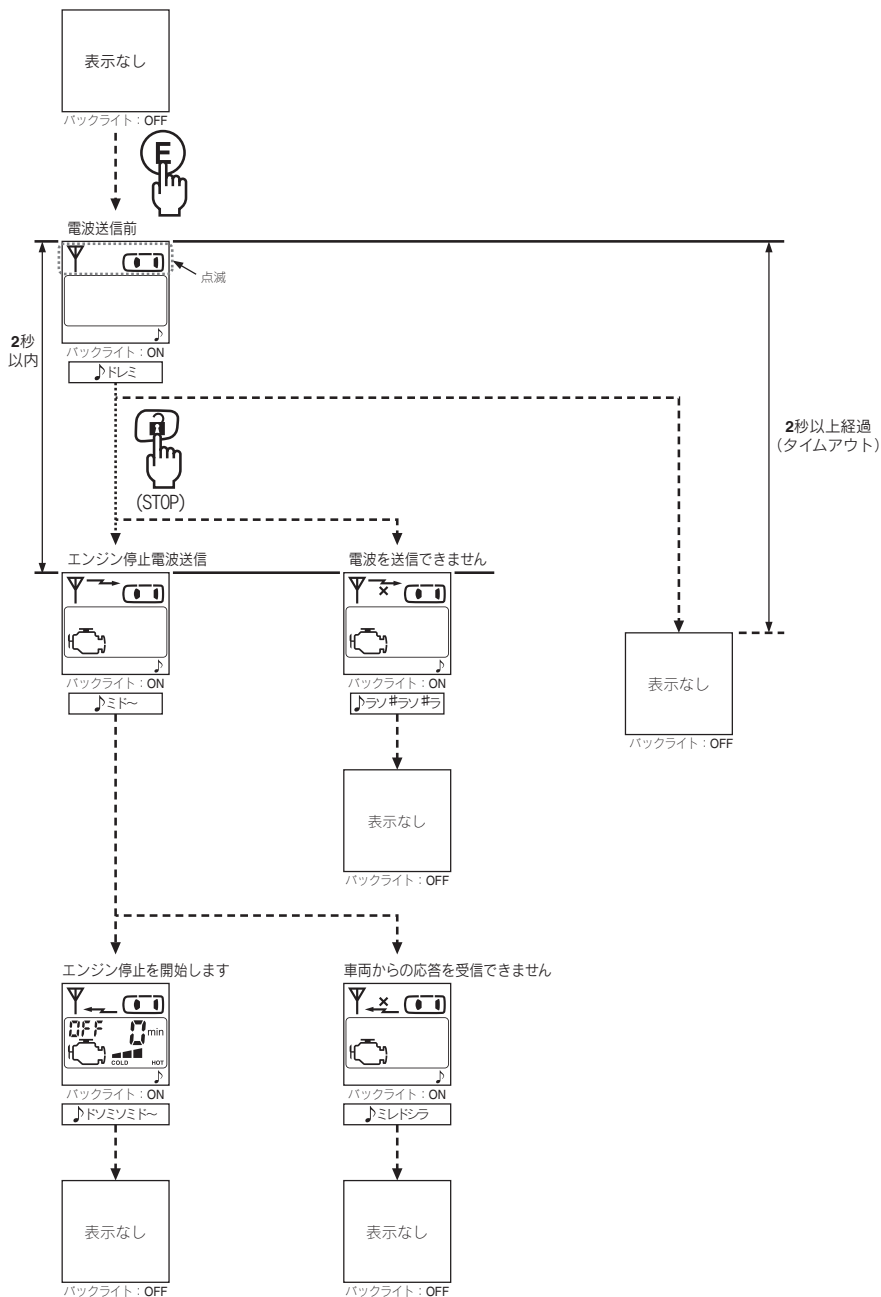 表示なし
バックライト：OFF
E
電波送信前
点滅
2秒
以内
バックライト：ON
♪ドレミ
2秒以上経過
（タイムアウト）
(STOP)
エンジン停止電波送信
電波を送信できません
バックライト：ON
バックライト：ON
♪ミド〜
♪ラソ#ラソ#ラ
表示なし
バックライト：OFF
表示なし
バックライト：OFF
エンジン停止を開始します
車両からの応答を受信できません
OFF 0 min
COLD HOT
バックライト：ON
バックライト：ON
♪ドソミソミド〜
♪ミレドシラ
表示なし
表示なし
バックライト：OFF
バックライト：OFF